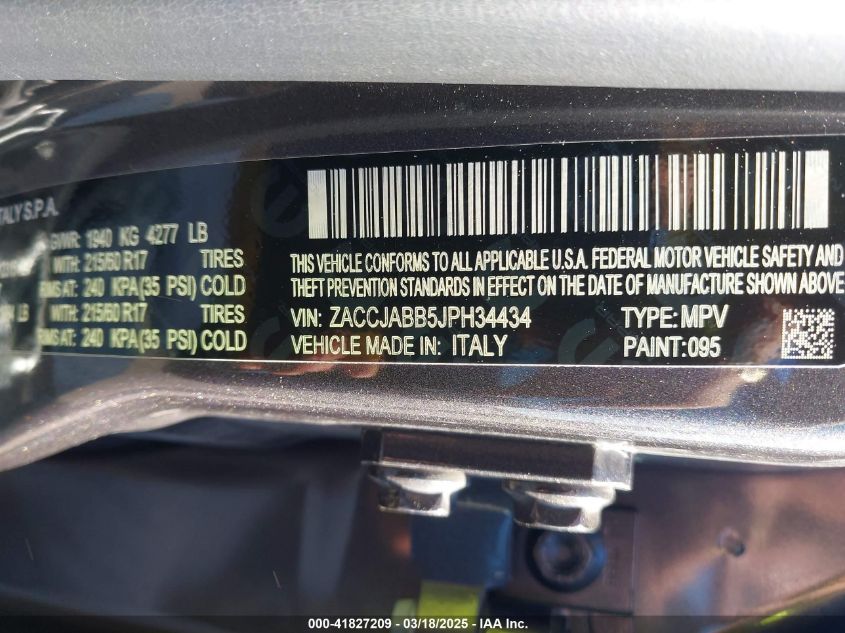 ITALY S.P.A.
GVWR: 1940 KG 4277 LB
WITH: 215/60 R17 TIRES
RIMS AT: 240 KPA(35 PSI) COLD
LB WITH: 215/60 R17 TIRES
RIMS AT: 240 KPA(35 PSI) COLD
THIS VEHICLE CONFORMS TO ALL APPLICABLE U.S.A. FEDERAL MOTOR VEHICLE SAFETY AND
THEFT PREVENTION STANDARDS IN EFFECT ON THE DATE OF MANUFACTURE SHOWN ABOVE
VIN: ZACCJABB5JPH34434 TYPE: MPV
VEHICLE MADE IN: ITALY PAINT: 095
000-41827209 - 03/18/2025 - IAA Inc.